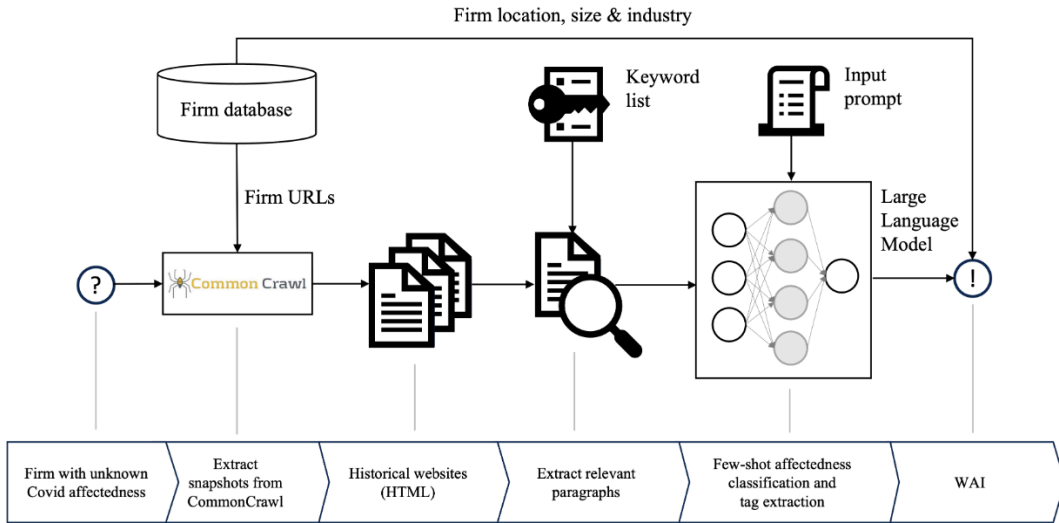 Firm location, size & industry
Firm database
Keyword
list
Input
prompt
Firm URLs
Large
Language
Model
?
Common Crawl
!
Firm with unknown
Covid affectedness
Extract
snapshots from
CommonCrawl
Historical websites
(HTML)
Extract relevant
paragraphs
Few-shot affectedness
classification and
tag extraction
WAI